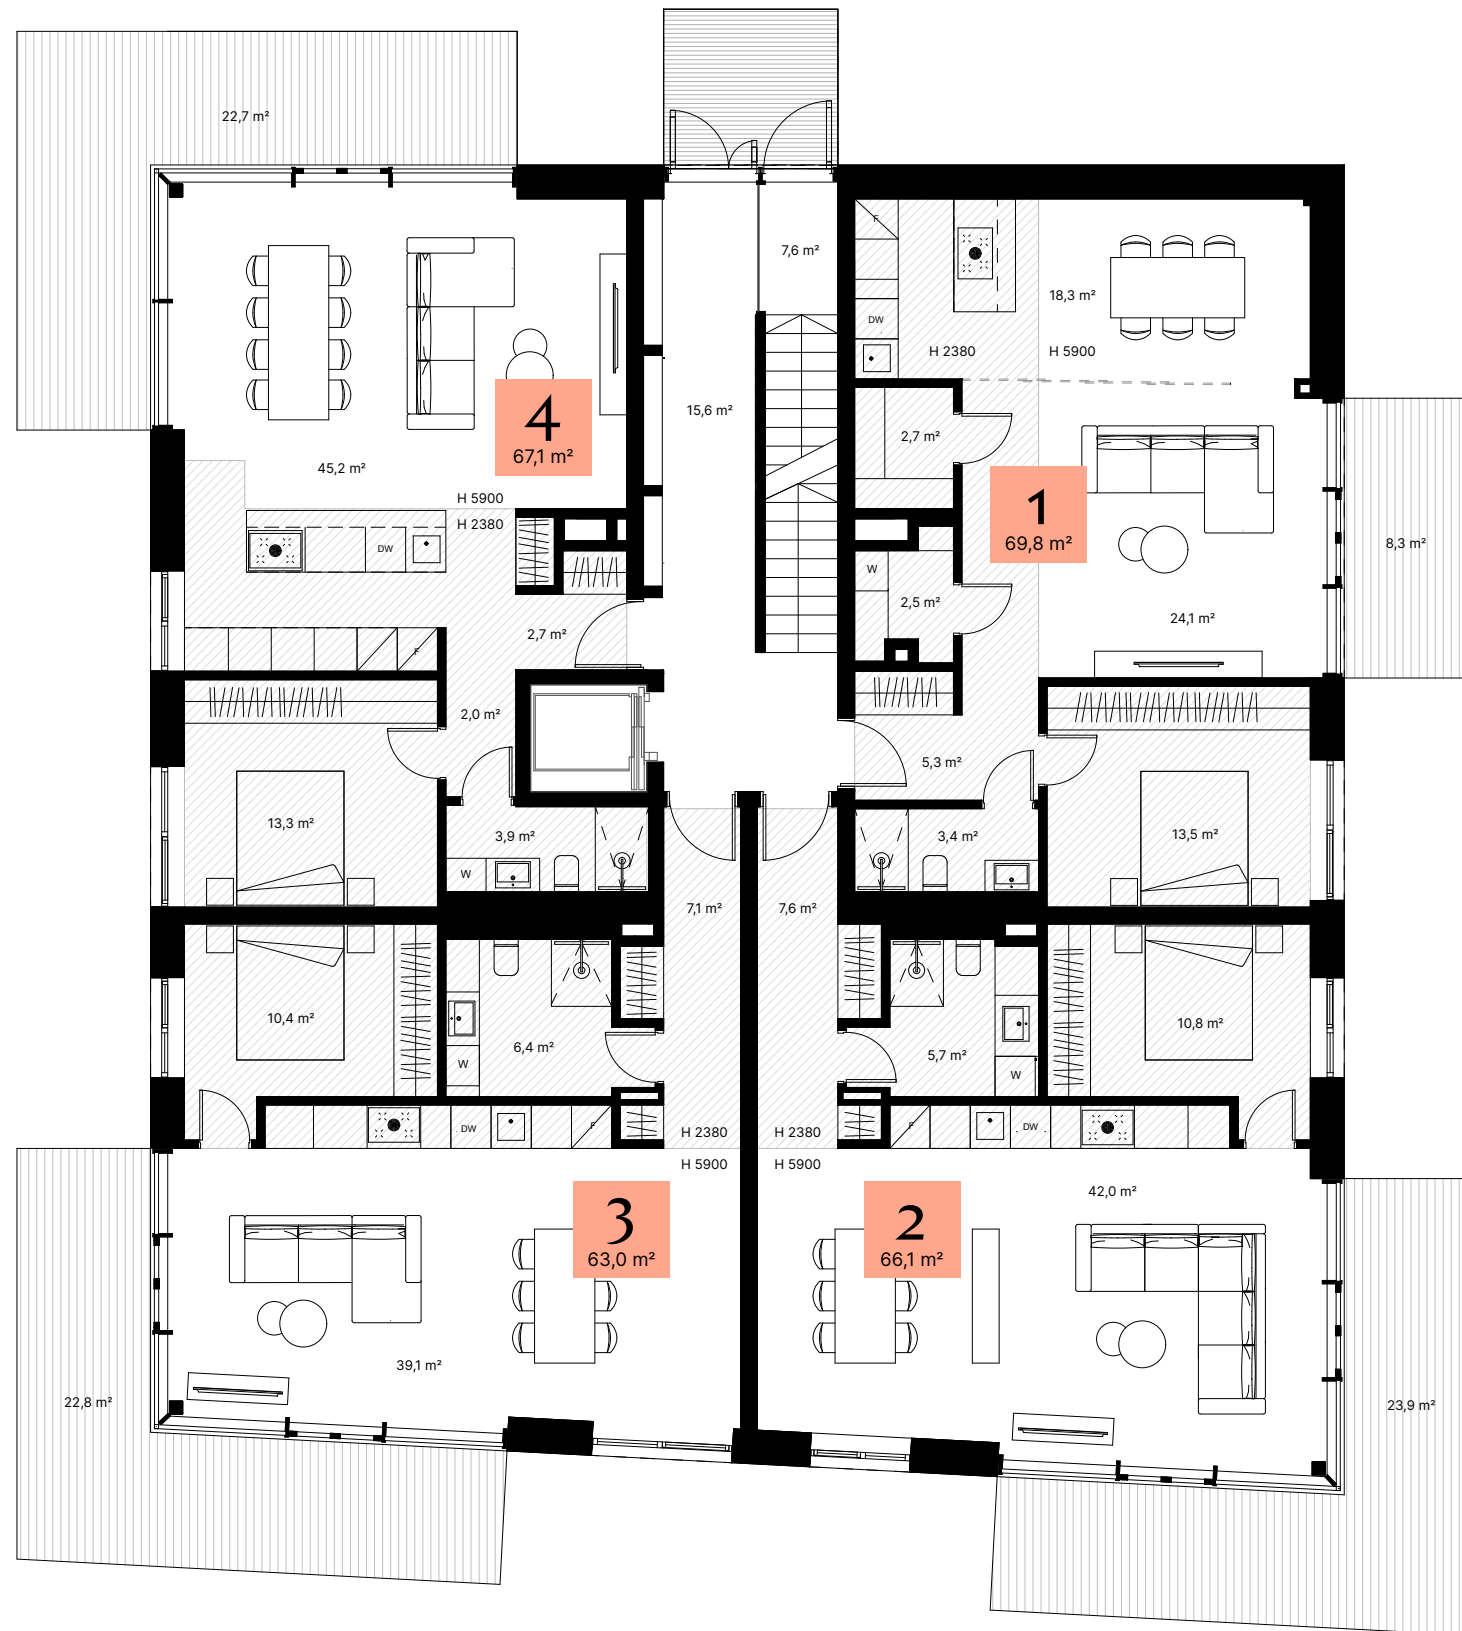 22,7 m²
7,6 m²
F
18,3 m²
DW
H 2380
H 5900
15,6 m²
4
67,1 m²
2,7 m²
45,2 m²
H 5900
H 2380
1
69,8 m²
8,3 m²
DW
W
2,5 m²
24,1 m²
2,7 m²
F
2,0 m²
5,3 m²
13,3 m²
3,9 m²
3,4 m²
13,5 m²
W
7,1 m²
7,6 m²
10,4 m²
6,4 m²
5,7 m²
10,8 m²
W
W
DW
F
H 2380
H 2380
F
DW
H 5900
H 5900
42,0 m²
3
63,0 m²
2
66,1 m²
39,1 m²
22,8 m²
23,9 m²